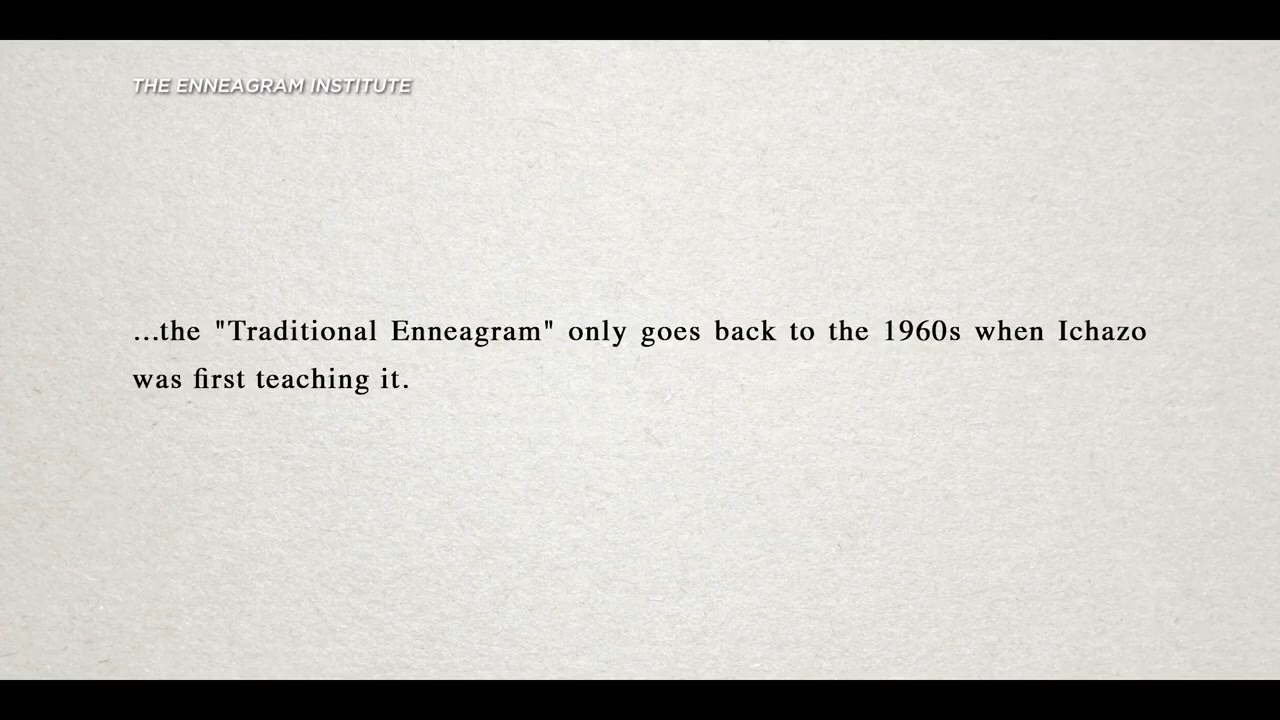 THE ENNEAGRAM INSTITUTE
...the "Traditional Enneagram" only goes back to the 1960s when Ichazo
was first teaching it.